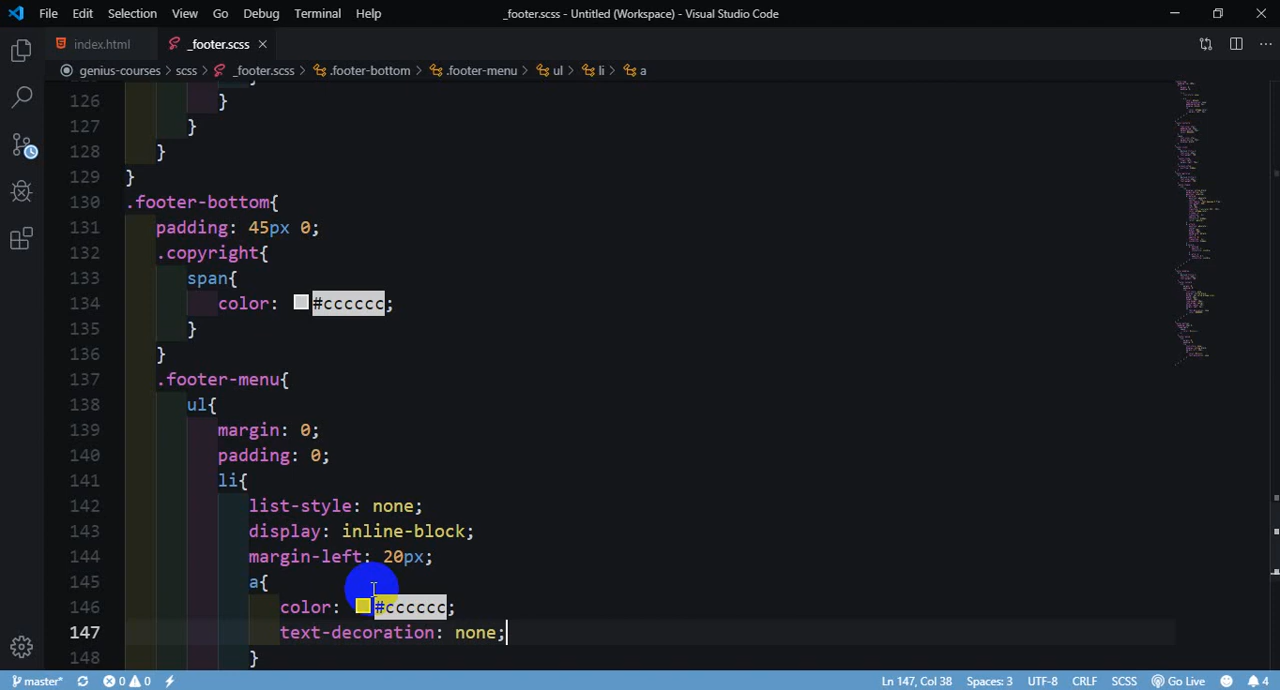 File Edit Selection View Go Debug Terminal Help _footer.scss - Untitled (Workspace) - Visual Studio Code
index.html _footer.scss
genius-courses > scss > _footer.scss > .footer-bottom > .footer-menu > ul > li > a
126 }
127 }
128 }
129 }
130 .footer-bottom{
131 padding: 45px 0;
132 .copyright{
133 span{
134 color: #cccccc;
135 }
136 }
137 .footer-menu{
138 ul{
139 margin: 0;
140 padding: 0;
141 li{
142 list-style: none;
143 display: inline-block;
144 margin-left: 20px;
145 a{
146 color: #cccccc;
147 text-decoration: none;
148 }
master* 0 0 Ln 147, Col 38 Spaces: 3 UTF-8 CRLF SCSS Go Live 4